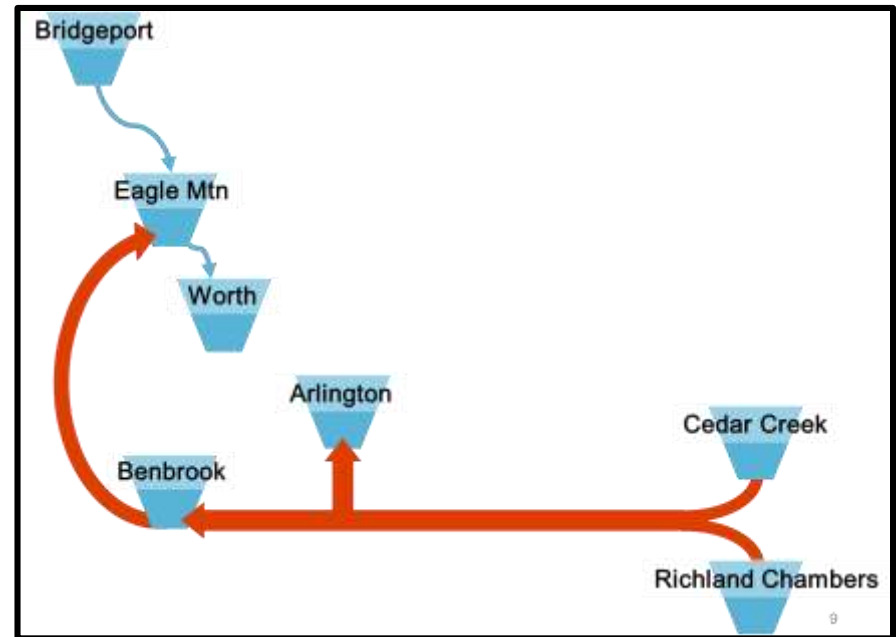 Bridgeport
Eagle Mtn
Worth
Arlington
Cedar Creek
Benbrook
Richland Chambers
9